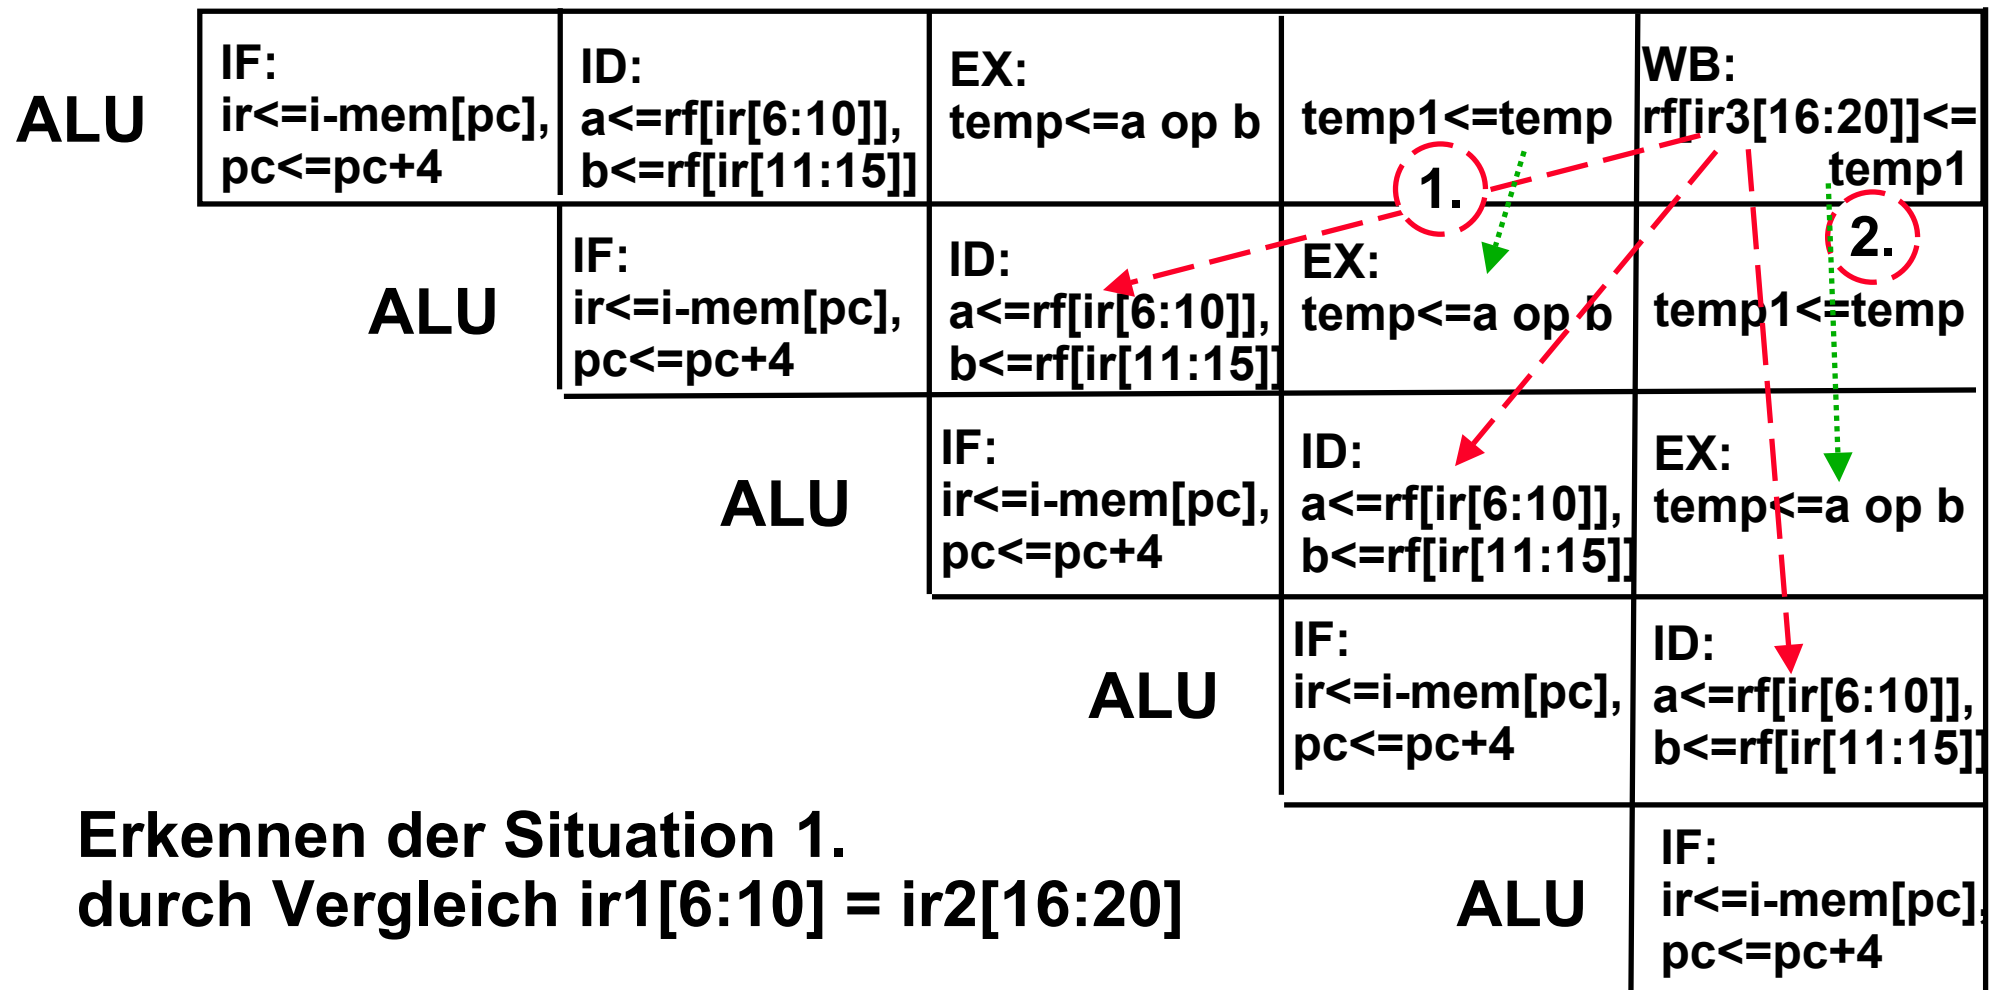 ALU
IF:
ir<=i-mem[pc],
pc<=pc+4
ID:
a<=rf[ir[6:10]],
b<=rf[ir[11:15]]
EX:
temp<=a op b
temp1<=temp
WB:
rf[ir3[16:20]]<=
temp1
1.
2.
ALU
IF:
ir<=i-mem[pc],
pc<=pc+4
ID:
a<=rf[ir[6:10]],
b<=rf[ir[11:15]]
EX:
temp<=a op b
temp1<=temp
ALU
IF:
ir<=i-mem[pc],
pc<=pc+4
ID:
a<=rf[ir[6:10]],
b<=rf[ir[11:15]]
EX:
temp<=a op b
ALU
IF:
ir<=i-mem[pc],
pc<=pc+4
ID:
a<=rf[ir[6:10]],
b<=rf[ir[11:15]]
Erkennen der Situation 1.
durch Vergleich ir1[6:10] = ir2[16:20]
ALU
IF:
ir<=i-mem[pc],
pc<=pc+4